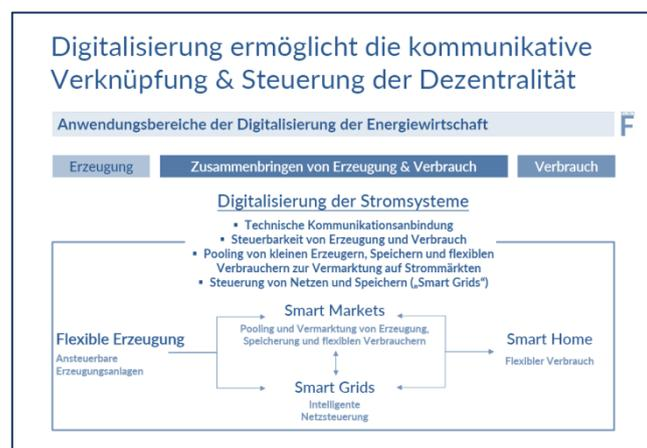 Digitalisierung ermöglicht die kommunikative
Verknüpfung & Steuerung der Dezentralität
Anwendungsbereiche der Digitalisierung der Energiewirtschaft
F
Erzeugung
Zusammenbringen von Erzeugung & Verbrauch
Verbrauch
Digitalisierung der Stromsysteme
▪ Technische Kommunikationsanbindung
▪ Steuerbarkeit von Erzeugung und Verbrauch
▪ Pooling von kleinen Erzeugern, Speichern und flexiblen
Verbrauchern zur Vermarktung auf Strommärkten
▪ Steuerung von Netzen und Speichern („Smart Grids“)
Flexible Erzeugung
Ansteuerbare
Erzeugungsanlagen
Smart Markets
Pooling und Vermarktung von Erzeugung,
Speicherung und flexiblen Verbrauchern
Smart Grids
Intelligente
Netzsteuerung
Smart Home
Flexibler Verbrauch